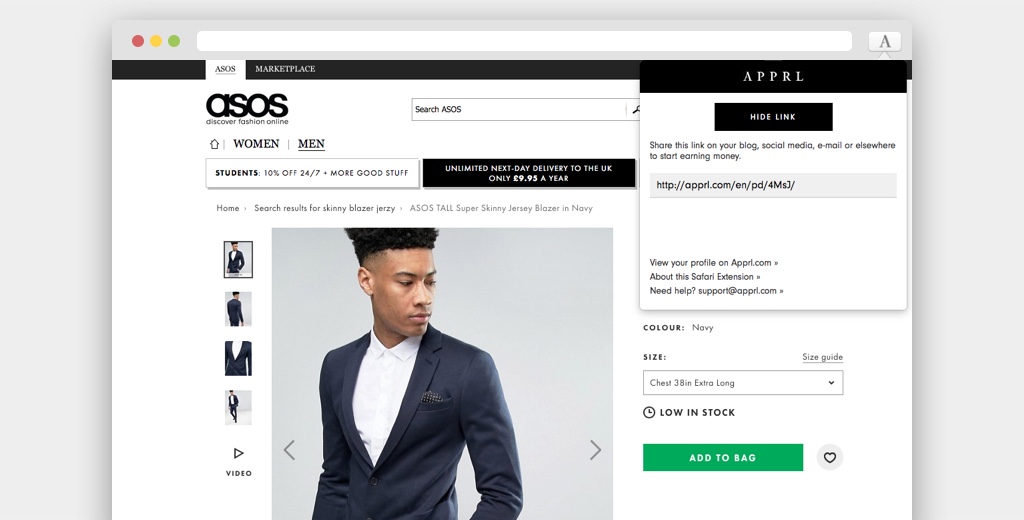 A
ASOS MARKETPLACE
APPRL
asos
discover fashion online
Search ASOS
HIDE LINK
Share this link on your blog, social media, e-mail or elsewhere
to start earning money.
http://apprl.com/en/pd/4MsJ/
WOMEN | MEN
STUDENTS: 10% OFF 24/7 + MORE GOOD STUFF
UNLIMITED NEXT-DAY DELIVERY TO THE UK
ONLY £9.95 A YEAR
Home › Search results for skinny blazer jerzy › ASOS TALL Super Skinny Jersey Blazer in Navy
View your profile on Apprl.com »
About this Safari Extension »
Need help? support@apprl.com »
COLOUR: Navy
SIZE: Size guide
Chest 38in Extra Long
LOW IN STOCK
ADD TO BAG
VIDEO